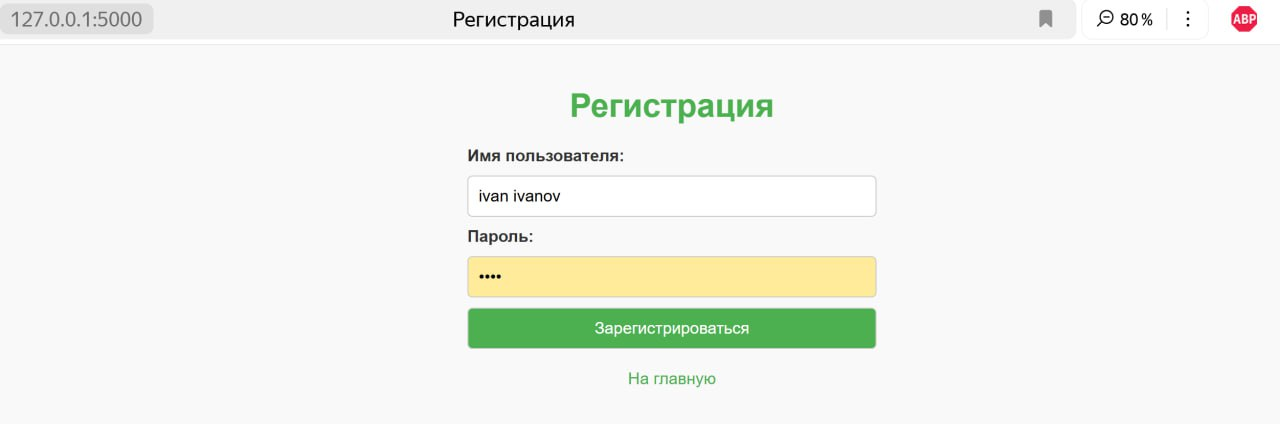 127.0.0.1:5000 Регистрация 80 % ABP
Регистрация
Имя пользователя:
ivan ivanov
Пароль:
••••
Зарегистрироваться
На главную